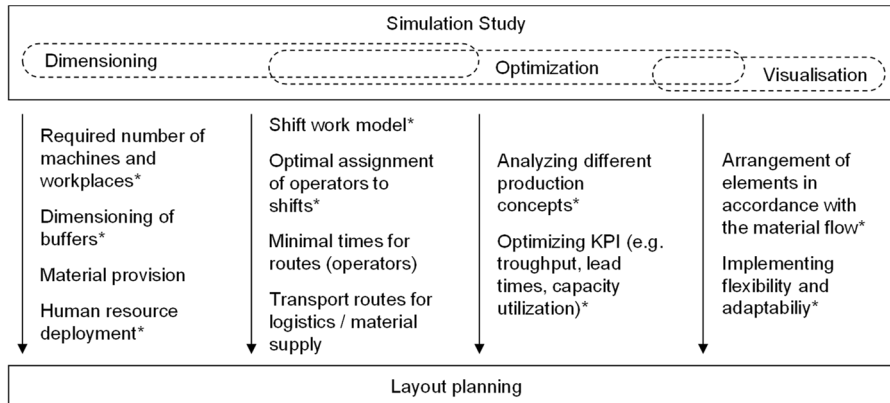 Simulation Study
Dimensioning
Optimization
Visualisation
Required number of
machines and
workplaces*
Dimensioning of
buffers*
Material provision
Human resource
deployment*
Shift work model*
Optimal assignment
of operators to
shifts*
Minimal times for
routes (operators)
Transport routes for
logistics / material
supply
Analyzing different
production
concepts*
Optimizing KPI (e.g.
troughput, lead
times, capacity
utilization)*
Arrangement of
elements in
accordance with
the material flow*
Implementing
flexibility and
adaptabiliy*
Layout planning